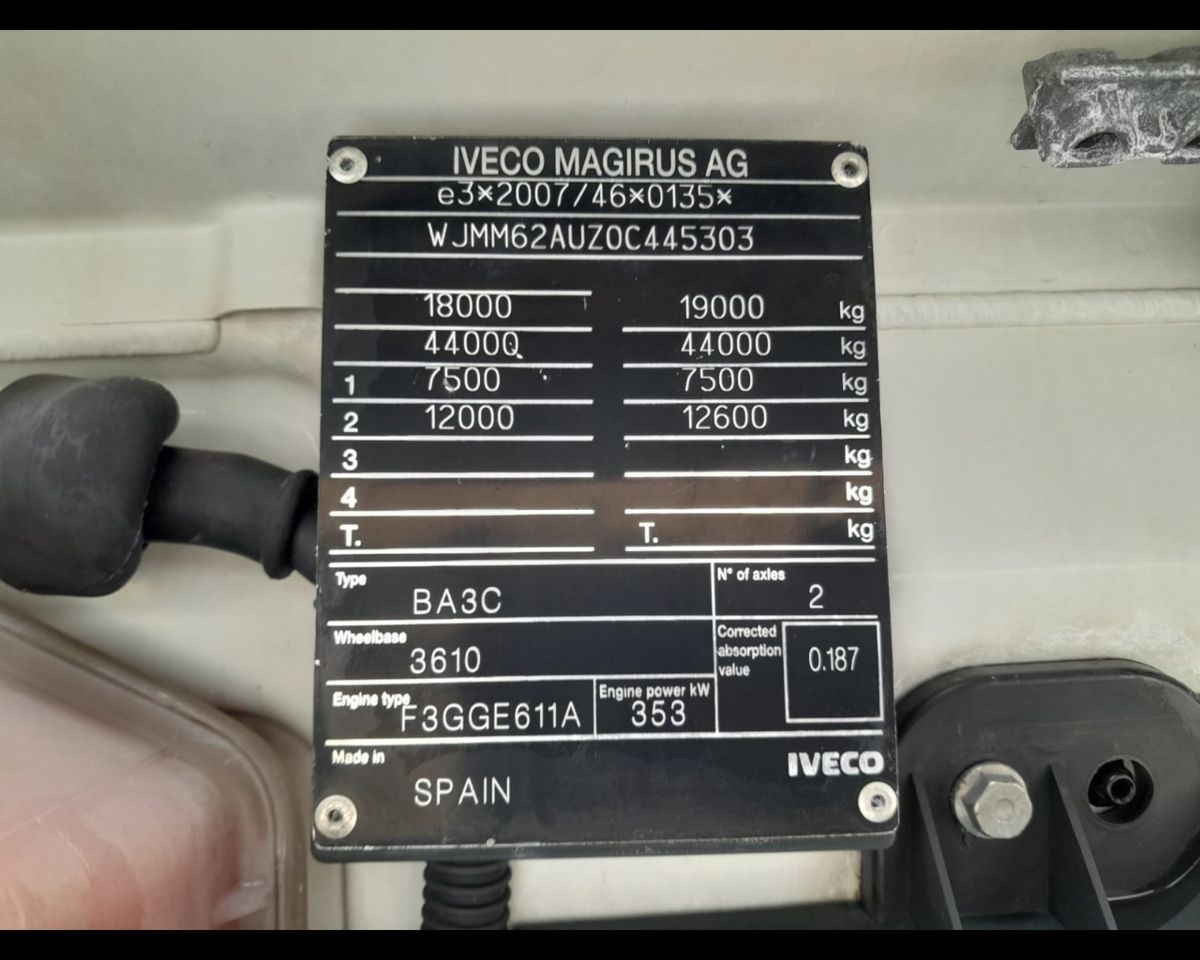 IVECO MAGIRUS AG
e3*2007/46*0135*
WJMM62AUZ0C445303
18000 19000 kg
44000 44000 kg
1 7500 7500 kg
2 12000 12600 kg
3 kg
4 kg
T. T. kg
Type BA3C N° of axles 2
Wheelbase 3610 Corrected absorption value 0.187
Engine type F3GGE611A Engine power kW 353
Made in SPAIN IVECO